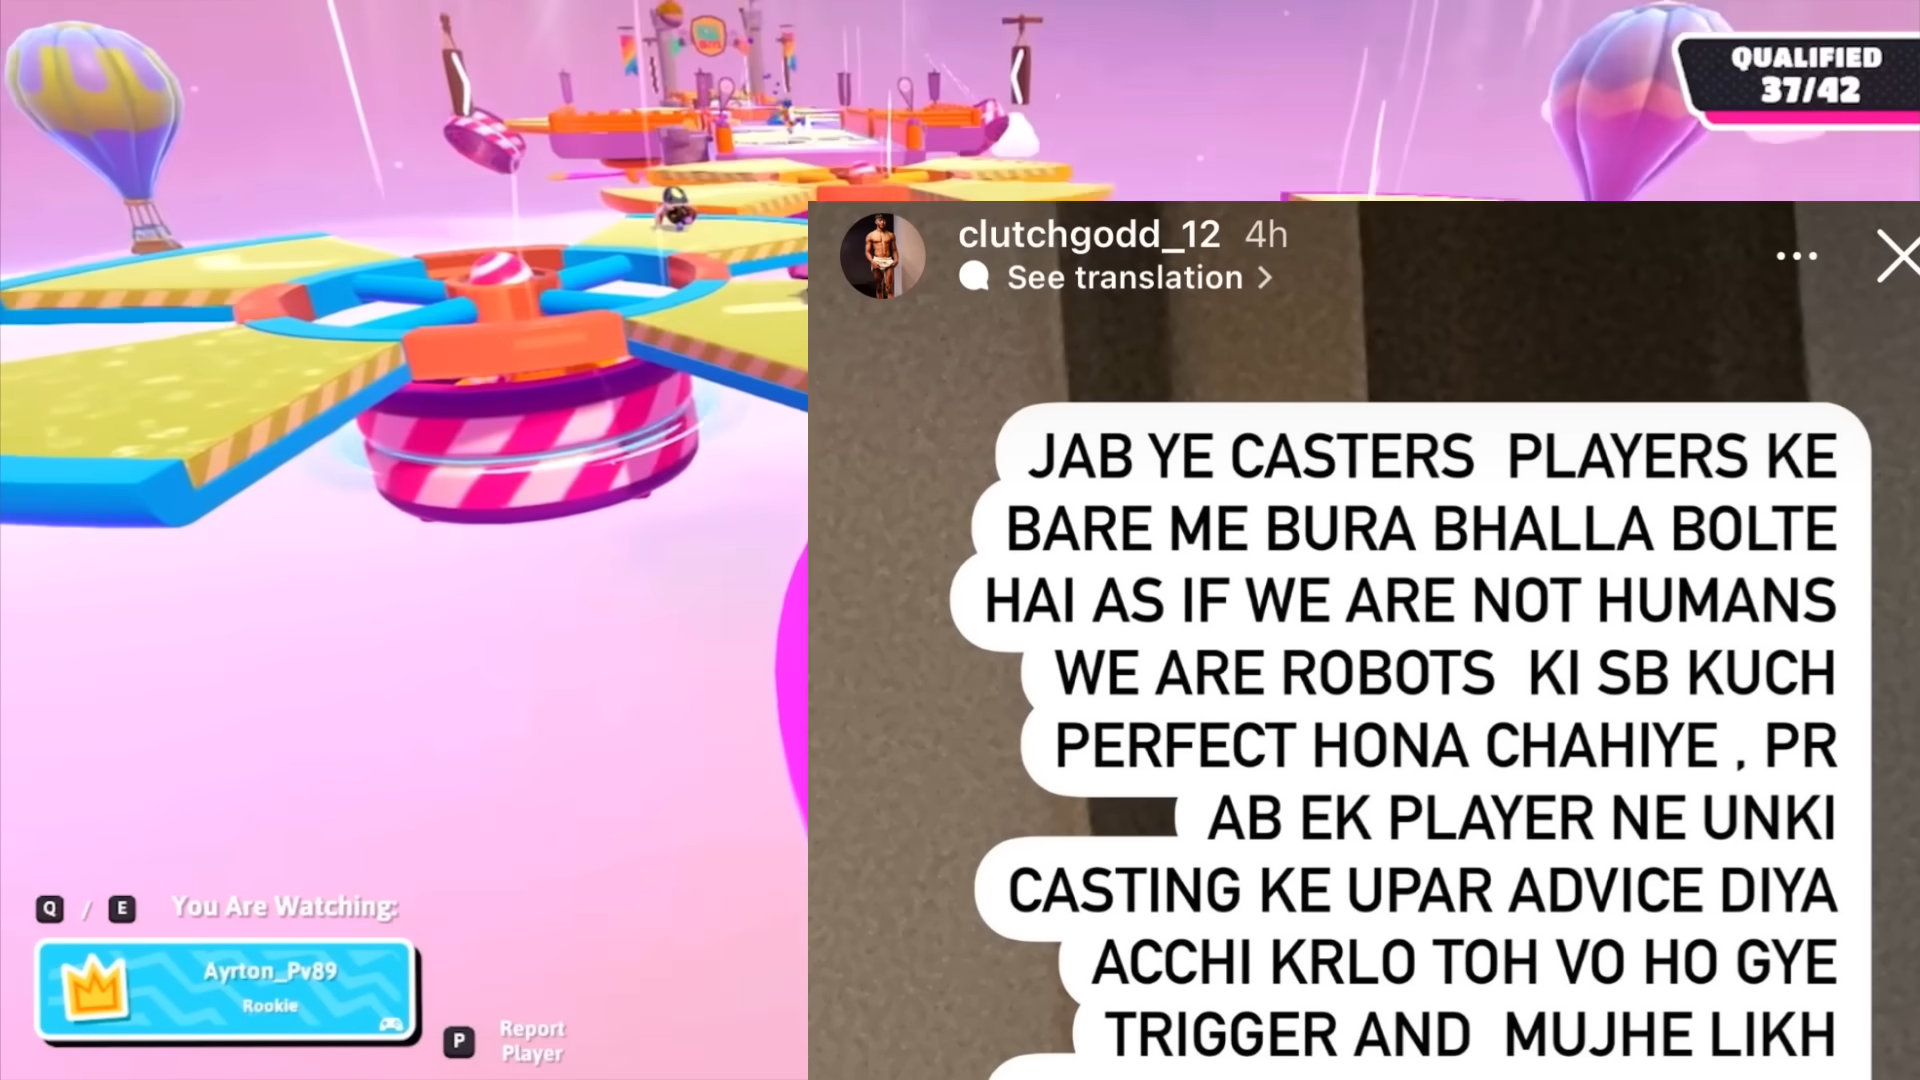 QUALIFIED
37/42
clutchgodd_12 4h
See translation >
JAB YE CASTERS PLAYERS KE
BARE ME BURA BHALLA BOLTE
HAI AS IF WE ARE NOT HUMANS
WE ARE ROBOTS KI SB KUCH
PERFECT HONA CHAHIYE , PR
AB EK PLAYER NE UNKI
CASTING KE UPAR ADVICE DIYA
ACCHI KRLO TOH VO HO GYE
TRIGGER AND MUJHE LIKH
Q / E You Are Watching:
Ayrton_Pv89
Rookie
P Report
Player